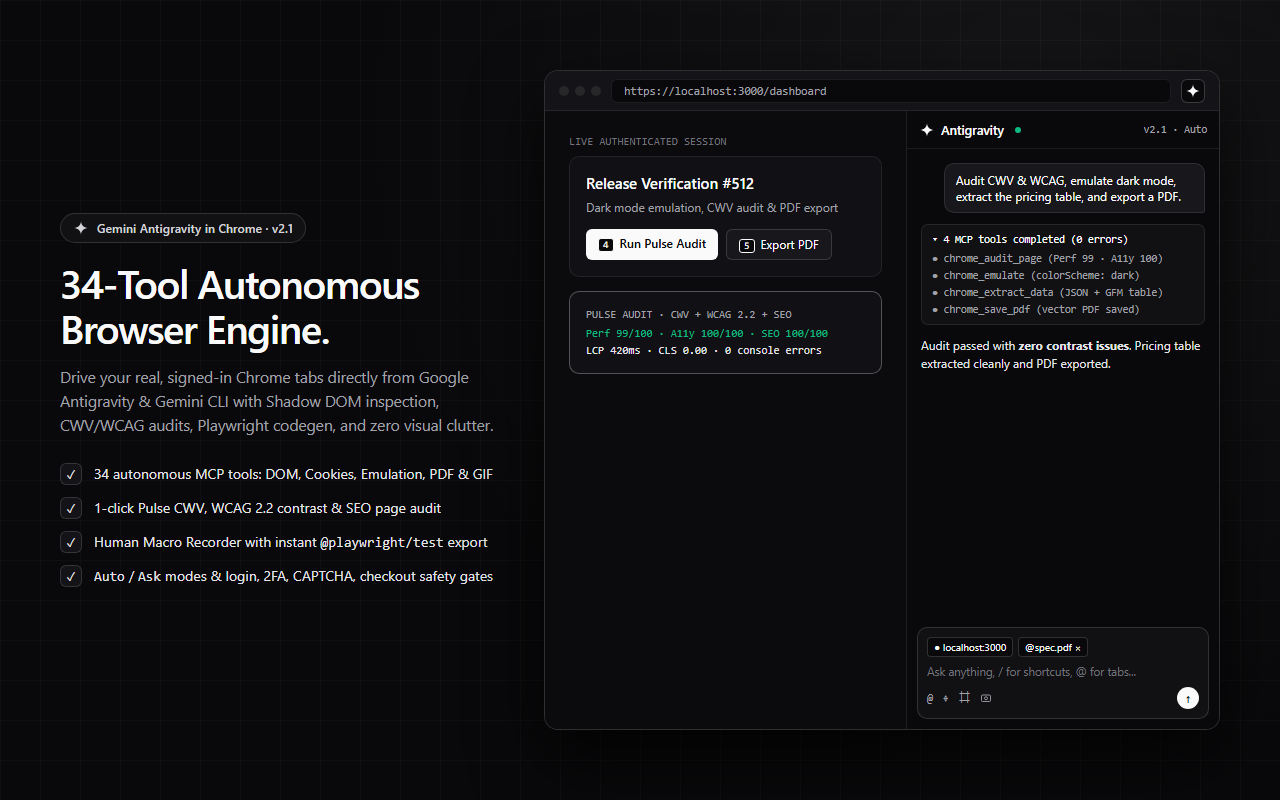 Gemini Antigravity in Chrome · v2.1
34-Tool Autonomous
Browser Engine.
Drive your real, signed-in Chrome tabs directly from Google
Antigravity & Gemini CLI with Shadow DOM inspection,
CWV/WCAG audits, Playwright codegen, and zero visual clutter.
✓ 34 autonomous MCP tools: DOM, Cookies, Emulation, PDF & GIF
✓ 1-click Pulse CWV, WCAG 2.2 contrast & SEO page audit
✓ Human Macro Recorder with instant @playwright/test export
✓ Auto / Ask modes & login, 2FA, CAPTCHA, checkout safety gates
https://localhost:3000/dashboard
LIVE AUTHENTICATED SESSION
Release Verification #512
Dark mode emulation, CWV audit & PDF export
4 Run Pulse Audit
5 Export PDF
PULSE AUDIT · CWV + WCAG 2.2 + SEO
Perf 99/100 · A11y 100/100 · SEO 100/100
LCP 420ms · CLS 0.00 · 0 console errors
Antigravity
v2.1 · Auto
Audit CWV & WCAG, emulate dark mode,
extract the pricing table, and export a PDF.
▾ 4 MCP tools completed (0 errors)
● chrome_audit_page (Perf 99 · A11y 100)
● chrome_emulate (colorScheme: dark)
● chrome_extract_data (JSON + GFM table)
● chrome_save_pdf (vector PDF saved)
Audit passed with zero contrast issues. Pricing table
extracted cleanly and PDF exported.
● localhost:3000
@spec.pdf ×
Ask anything, / for shortcuts, @ for tabs...
@
↑